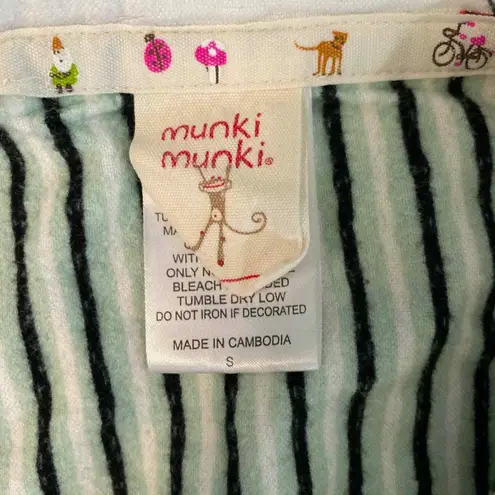 munki
munki®
ONLY
BLEACH
TUMBLE DRY LOW
DO NOT IRON IF DECORATED
MADE IN CAMBODIA
S